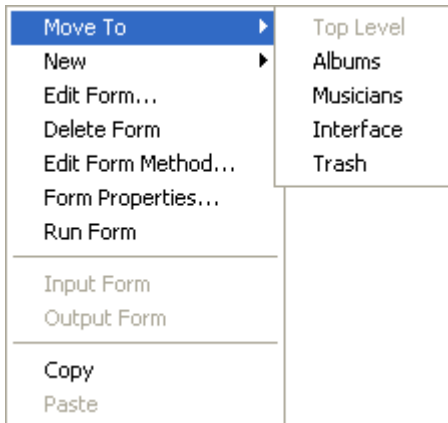 Move To
New
Edit Form...
Delete Form
Edit Form Method...
Form Properties...
Run Form
Input Form
Output Form
Copy
Paste
Top Level
Albums
Musicians
Interface
Trash